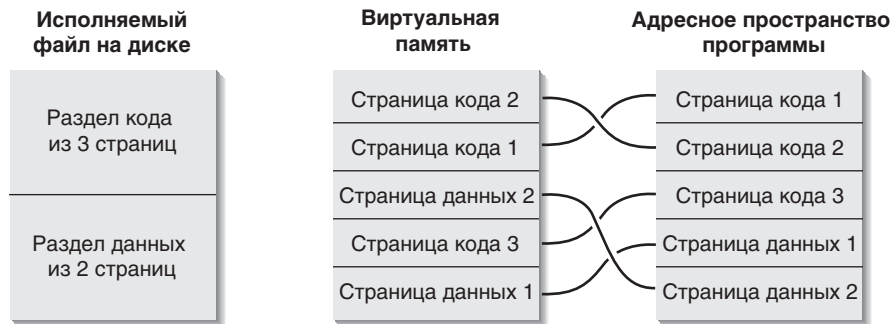 Исполняемый
файл на диске
Раздел кода
из 3 страниц
Раздел данных
из 2 страниц
Виртуальная
память
Страница кода 2
Страница кода 1
Страница данных 2
Страница кода 3
Страница данных 1
Адресное пространство
программы
Страница кода 1
Страница кода 2
Страница кода 3
Страница данных 1
Страница данных 2